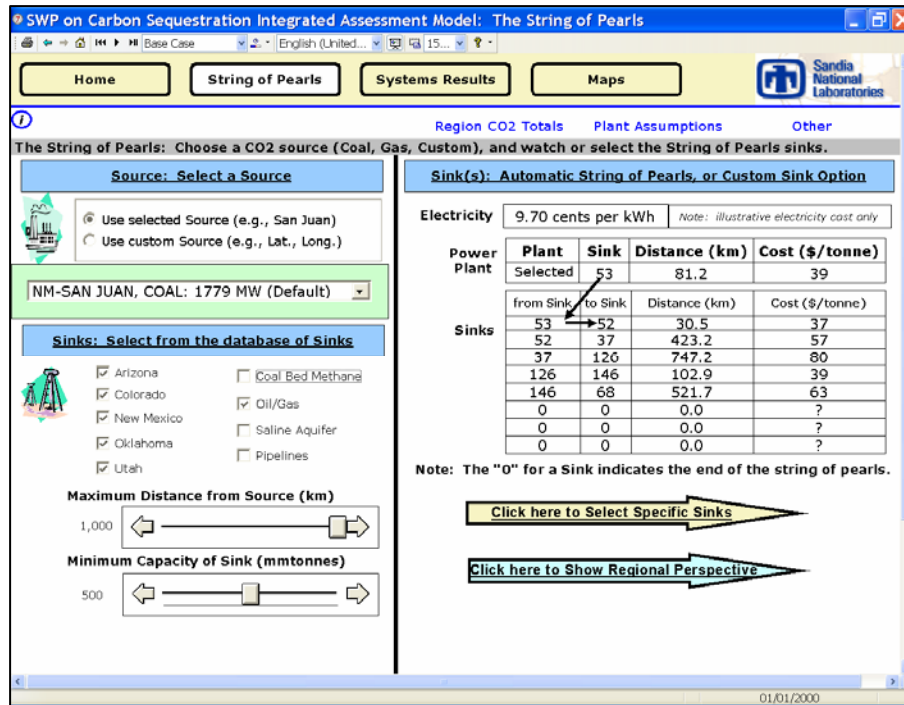 SWP on Carbon Sequestration Integrated Assessment Model: The String of Pearls
Base Case English (United... 15...
Home String of Pearls Systems Results Maps Sandia National Laboratories
i
Region CO2 Totals Plant Assumptions Other
The String of Pearls: Choose a CO2 source (Coal, Gas, Custom), and watch or select the String of Pearls sinks.
Source: Select a Source
Use selected Source (e.g., San Juan)
Use custom Source (e.g., Lat., Long.)
NM-SAN JUAN, COAL: 1779 MW (Default)
Sinks: Select from the database of Sinks
Arizona
Colorado
New Mexico
Oklahoma
Utah
Coal Bed Methane
Oil/Gas
Saline Aquifer
Pipelines
Maximum Distance from Source (km)
1,000
Minimum Capacity of Sink (mmtonnes)
500
Sink(s): Automatic String of Pearls, or Custom Sink Option
Electricity 9.70 cents per kWh Note: illustrative electricity cost only
Power Plant
Plant Sink Distance (km) Cost ($/tonne)
Selected 53 81.2 39
Sinks
from Sink to Sink Distance (km) Cost ($/tonne)
53 52 30.5 37
52 37 423.2 57
37 126 747.2 80
126 146 102.9 39
146 68 521.7 63
0 0 0.0 ?
0 0 0.0 ?
0 0 0.0 ?
Note: The "0" for a Sink indicates the end of the string of pearls.
Click here to Select Specific Sinks
Click here to Show Regional Perspective
01/01/2000